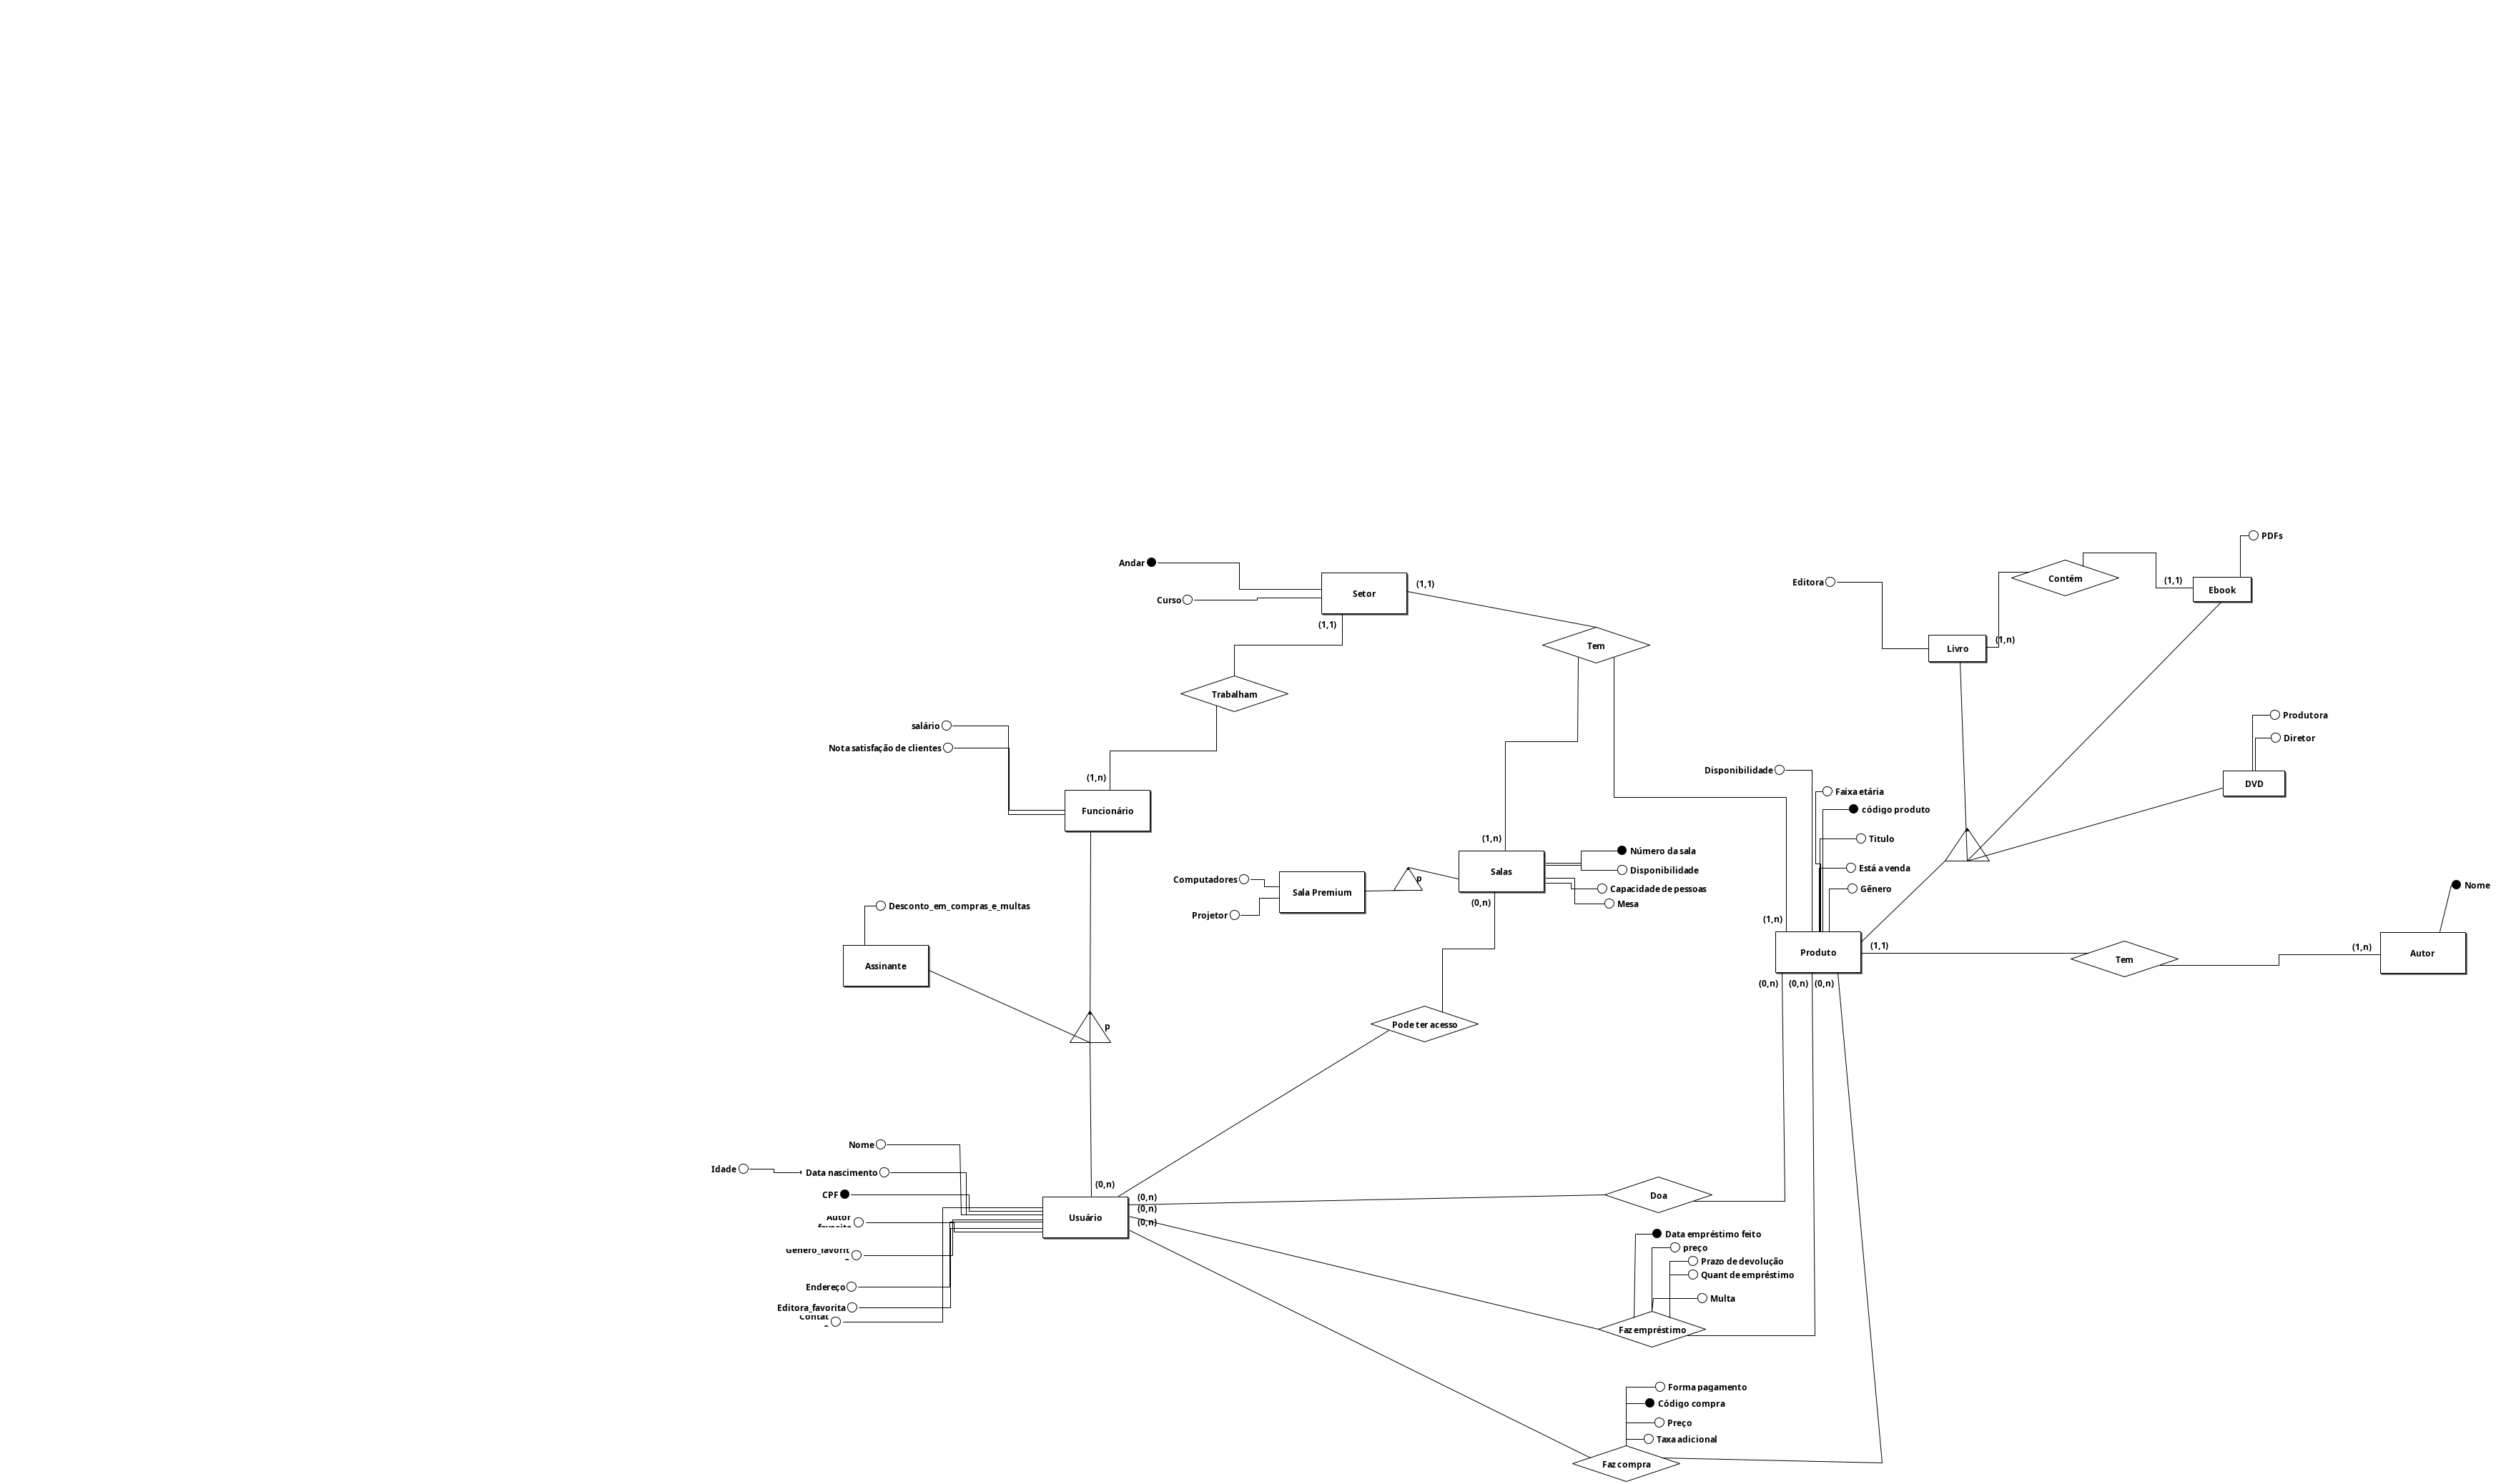 PDFs
Andar
Setor
(1,1)
Editora
Contém
(1,1)
Ebook
Curso
(1,1)
Tem
Livro
(1,n)
Trabalham
salário
Nota satisfação de clientes
Produtora
Diretor
(1,n)
Disponibilidade
DVD
Funcionário
Faixa etária
código produto
(1,n)
Titulo
Número da sala
Salas
Disponibilidade
Está a venda
Computadores
p
Sala Premium
Capacidade de pessoas
Gênero
Nome
(0,n)
Mesa
Desconto_em_compras_e_multas
Projetor
(1,n)
Assinante
Produto
(1,1)
Tem
(1,n)
Autor
(0,n)
(0,n)
(0,n)
p
Pode ter acesso
Nome
Idade
Data nascimento
(0,n)
CPF
(0,n)
Doa
(0,n)
Autor
favorito
Usuário
(0,n)
Data empréstimo feito
preço
Genero_favorit
o
Prazo de devolução
Quant de empréstimo
Endereço
Multa
Editora_favorita
Contat
o
Faz empréstimo
Forma pagamento
Código compra
Preço
Taxa adicional
Faz compra